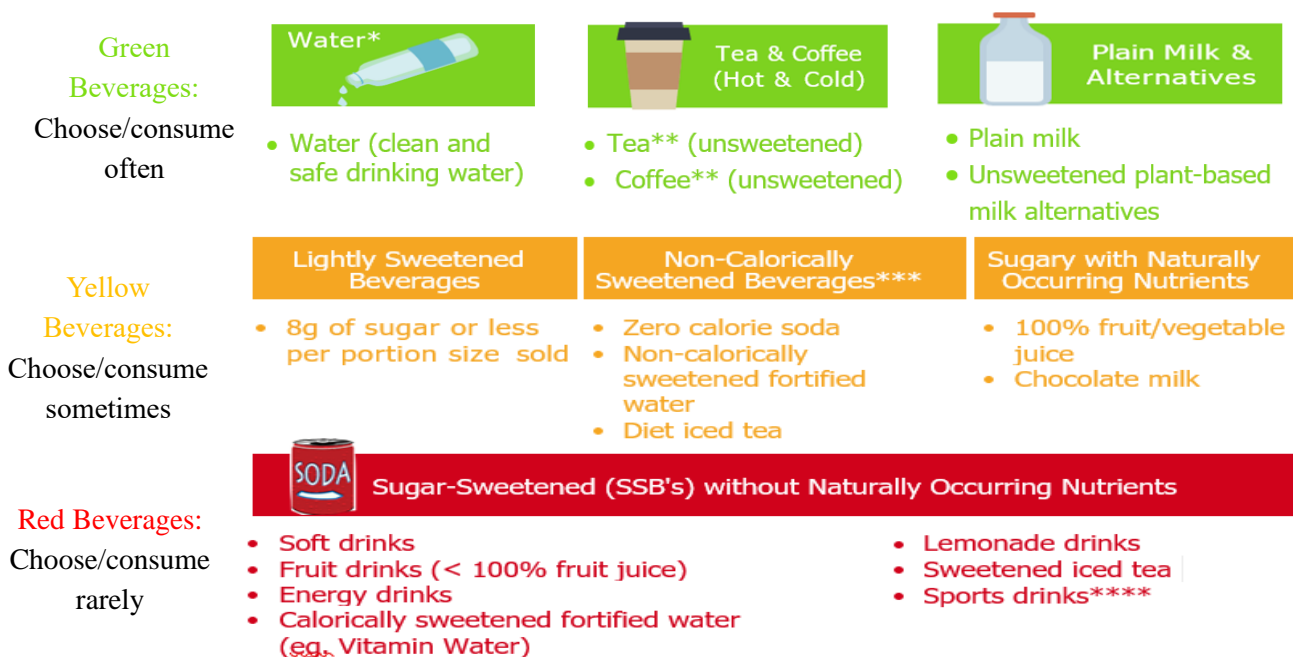 Green
Beverages:
Choose/consume
often
Water*
Tea & Coffee
(Hot & Cold)
Plain Milk &
Alternatives
• Water (clean and
safe drinking water)
• Tea** (unsweetened)
• Coffee** (unsweetened)
• Plain milk
• Unsweetened plant-based
milk alternatives
Yellow
Beverages:
Choose/consume
sometimes
Lightly Sweetened
Beverages
Non-Calorically
Sweetened Beverages***
Sugary with Naturally
Occurring Nutrients
• 8g of sugar or less
per portion size sold
• Zero calorie soda
• Non-calorically
sweetened fortified
water
• Diet iced tea
• 100% fruit/vegetable
juice
• Chocolate milk
Red Beverages:
Choose/consume
rarely
SODA
Sugar-Sweetened (SSB's) without Naturally Occurring Nutrients
• Soft drinks
• Fruit drinks (< 100% fruit juice)
• Energy drinks
• Calorically sweetened fortified water
(eg. Vitamin Water)
• Lemonade drinks
• Sweetened iced tea
• Sports drinks****